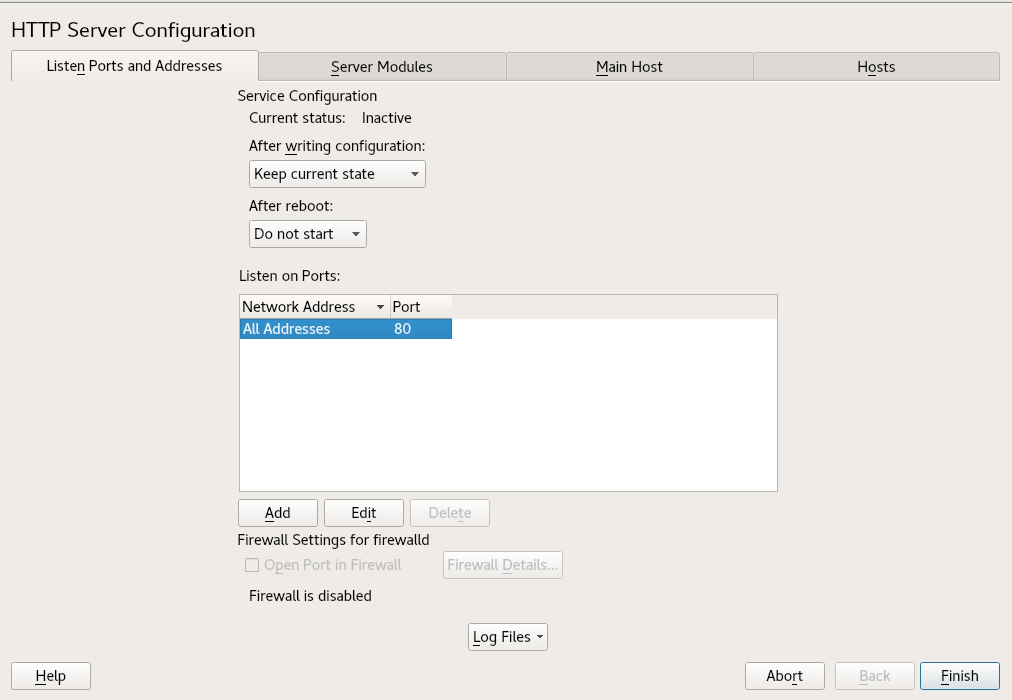 HTTP Server Configuration
Listen Ports and Addresses Server Modules Main Host Hosts
Service Configuration
Current status: Inactive
After writing configuration:
Keep current state
After reboot:
Do not start
Listen on Ports:
Network Address Port
All Addresses 80
Add Edit Delete
Firewall Settings for firewalld
Open Port in Firewall Firewall Details...
Firewall is disabled
Log Files
Help Abort Back Finish